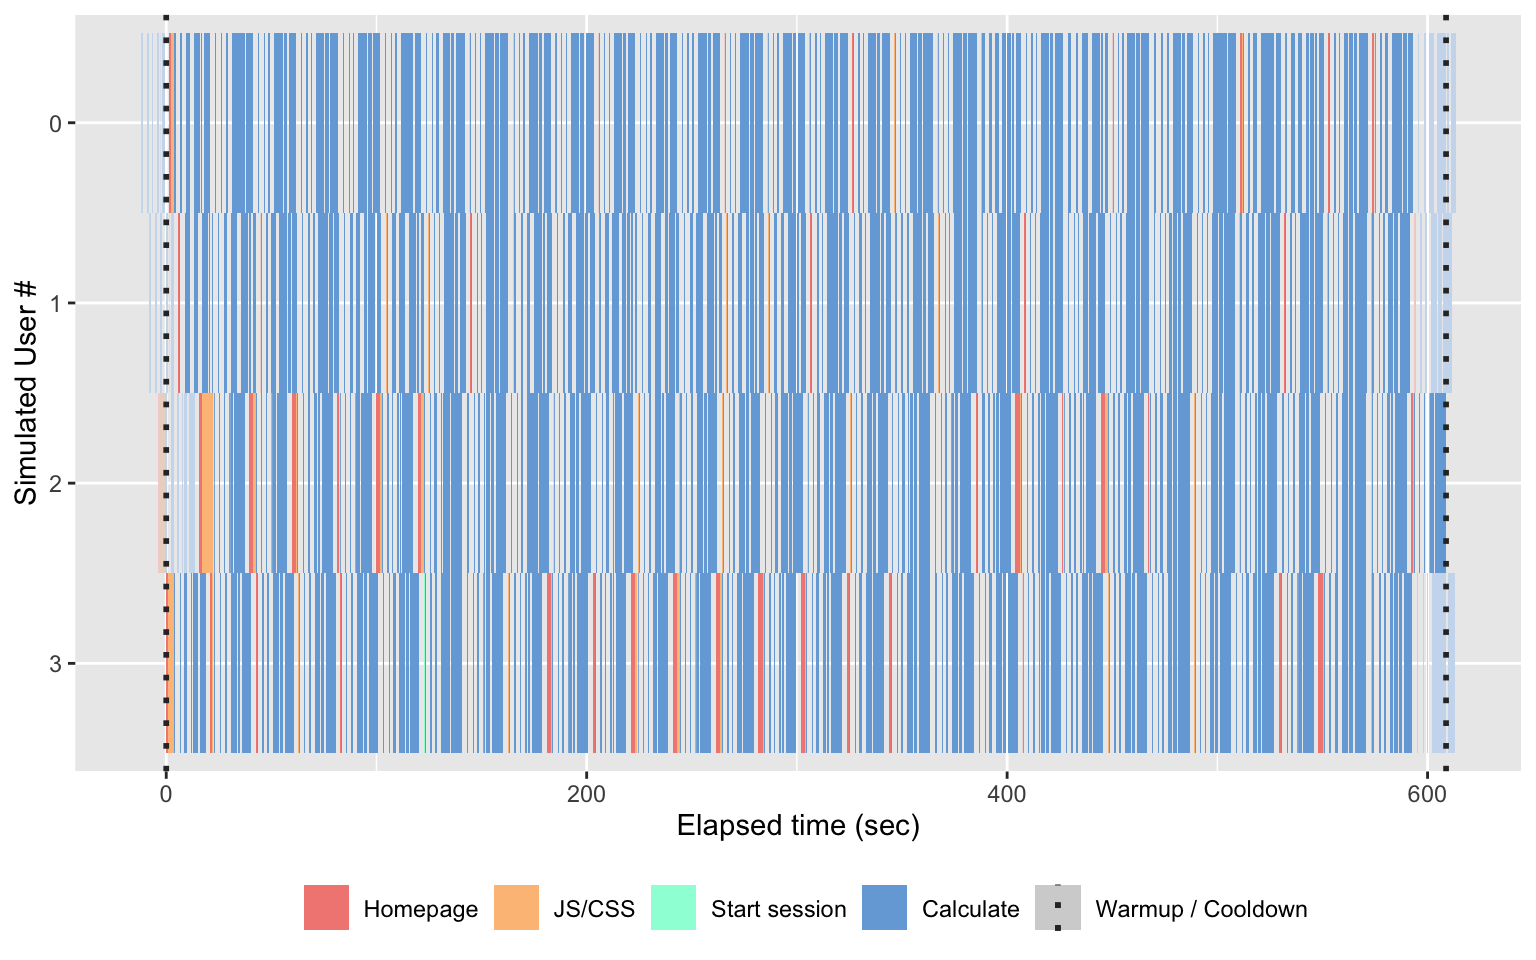 Simulated User #
0
1
2
3
0 200 400 600
Elapsed time (sec)
Homepage JS/CSS Start session Calculate Warmup / Cooldown